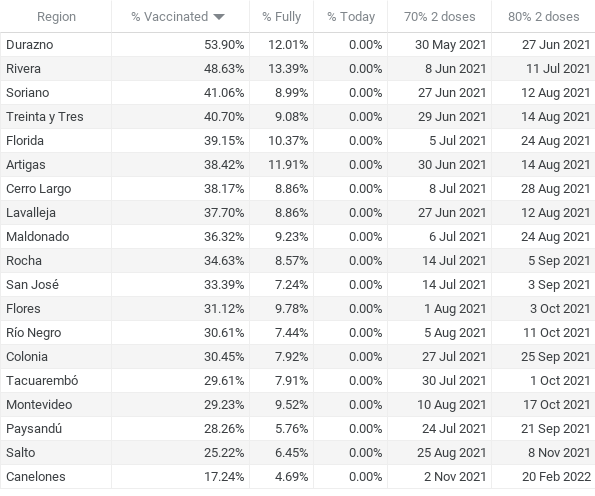 Region % Vaccinated % Fully % Today 70% 2 doses 80% 2 doses
Durazno 53.90% 12.01% 0.00% 30 May 2021 27 Jun 2021
Rivera 48.63% 13.39% 0.00% 8 Jun 2021 11 Jul 2021
Soriano 41.06% 8.99% 0.00% 27 Jun 2021 12 Aug 2021
Treinta y Tres 40.70% 9.08% 0.00% 29 Jun 2021 14 Aug 2021
Florida 39.15% 10.37% 0.00% 5 Jul 2021 24 Aug 2021
Artigas 38.42% 11.91% 0.00% 30 Jun 2021 14 Aug 2021
Cerro Largo 38.17% 8.86% 0.00% 8 Jul 2021 28 Aug 2021
Lavalleja 37.70% 8.86% 0.00% 27 Jun 2021 12 Aug 2021
Maldonado 36.32% 9.23% 0.00% 6 Jul 2021 24 Aug 2021
Rocha 34.63% 8.57% 0.00% 14 Jul 2021 5 Sep 2021
San José 33.39% 7.24% 0.00% 14 Jul 2021 3 Sep 2021
Flores 31.12% 9.78% 0.00% 1 Aug 2021 3 Oct 2021
Río Negro 30.61% 7.44% 0.00% 5 Aug 2021 11 Oct 2021
Colonia 30.45% 7.92% 0.00% 27 Jul 2021 25 Sep 2021
Tacuarembó 29.61% 7.91% 0.00% 30 Jul 2021 1 Oct 2021
Montevideo 29.23% 9.52% 0.00% 10 Aug 2021 17 Oct 2021
Paysandú 28.26% 5.76% 0.00% 24 Jul 2021 21 Sep 2021
Salto 25.22% 6.45% 0.00% 25 Aug 2021 8 Nov 2021
Canelones 17.24% 4.69% 0.00% 2 Nov 2021 20 Feb 2022